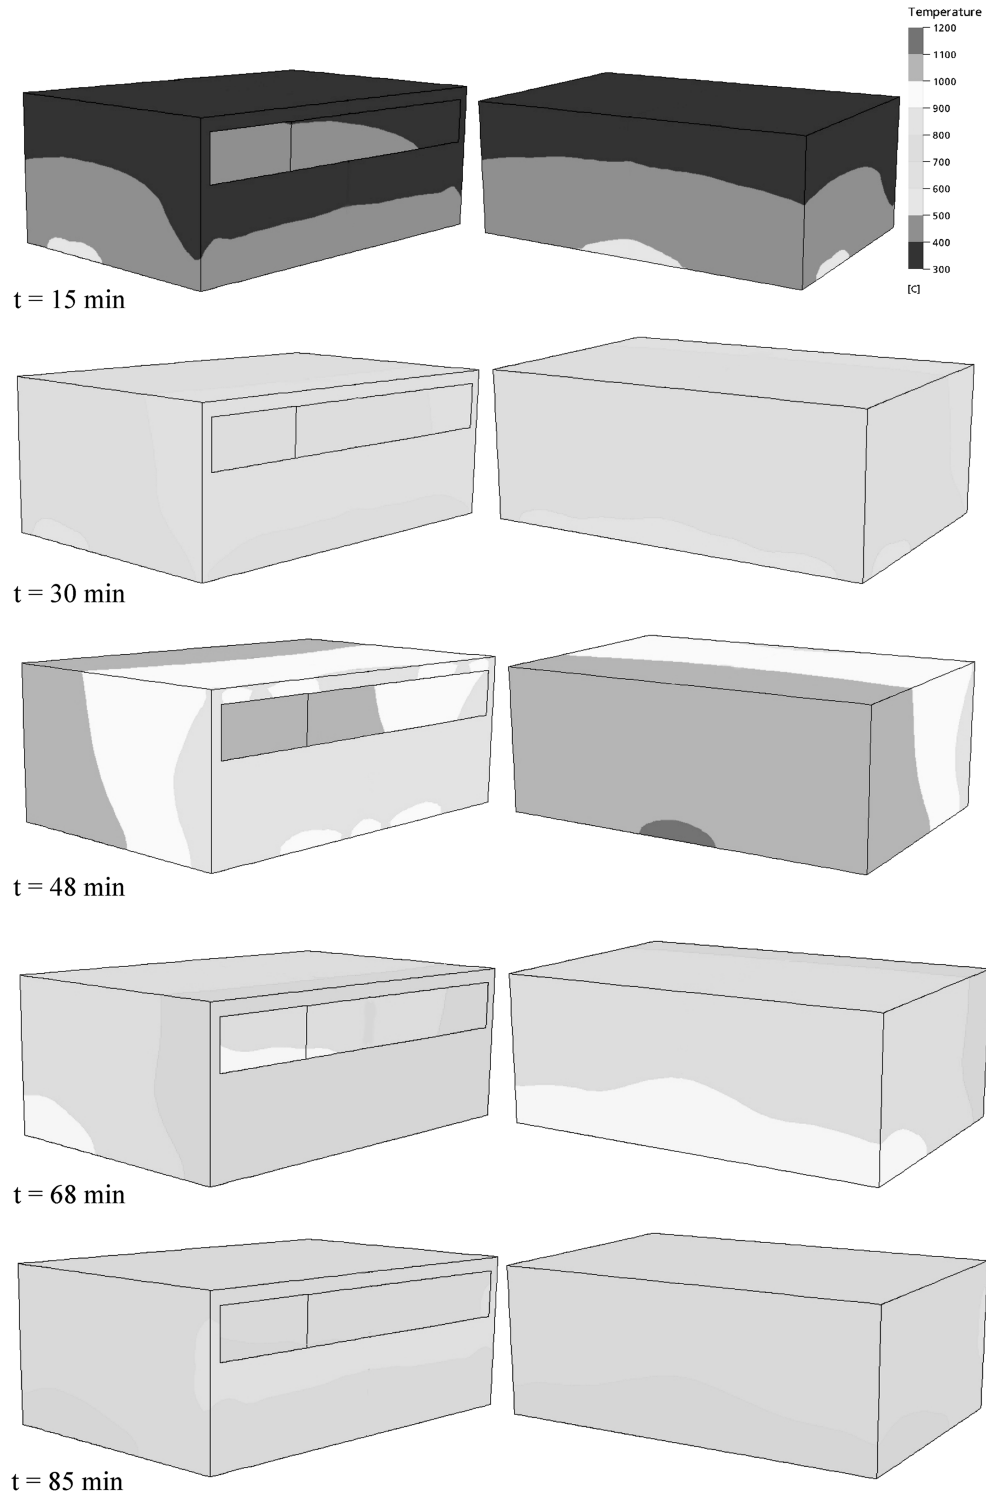 Temperature
1200
1100
1000
900
800
700
600
500
400
300
[C]
t = 15 min
t = 30 min
t = 48 min
t = 68 min
t = 85 min